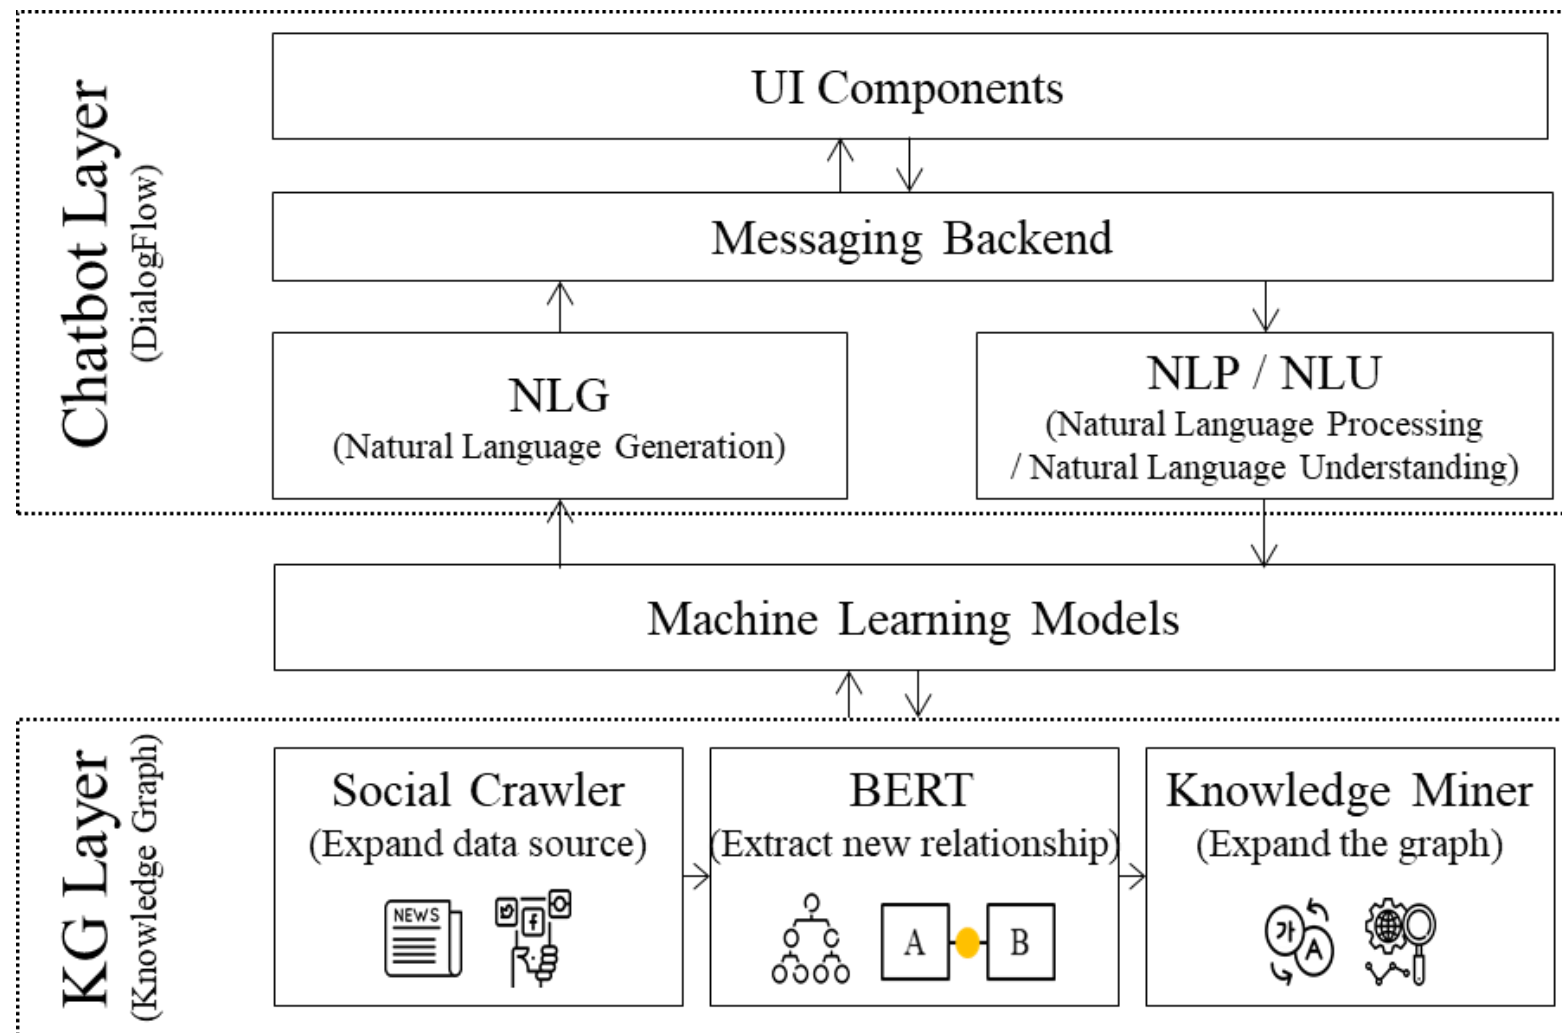 Chatbot Layer
(DialogFlow)
UI Components
Messaging Backend
NLG
(Natural Language Generation)
NLP / NLU
(Natural Language Processing
/ Natural Language Understanding)
Machine Learning Models
KG Layer
(Knowledge Graph)
Social Crawler
(Expand data source)
NEWS
f
BERT
(Extract new relationship)
A
B
Knowledge Miner
(Expand the graph)
가
A